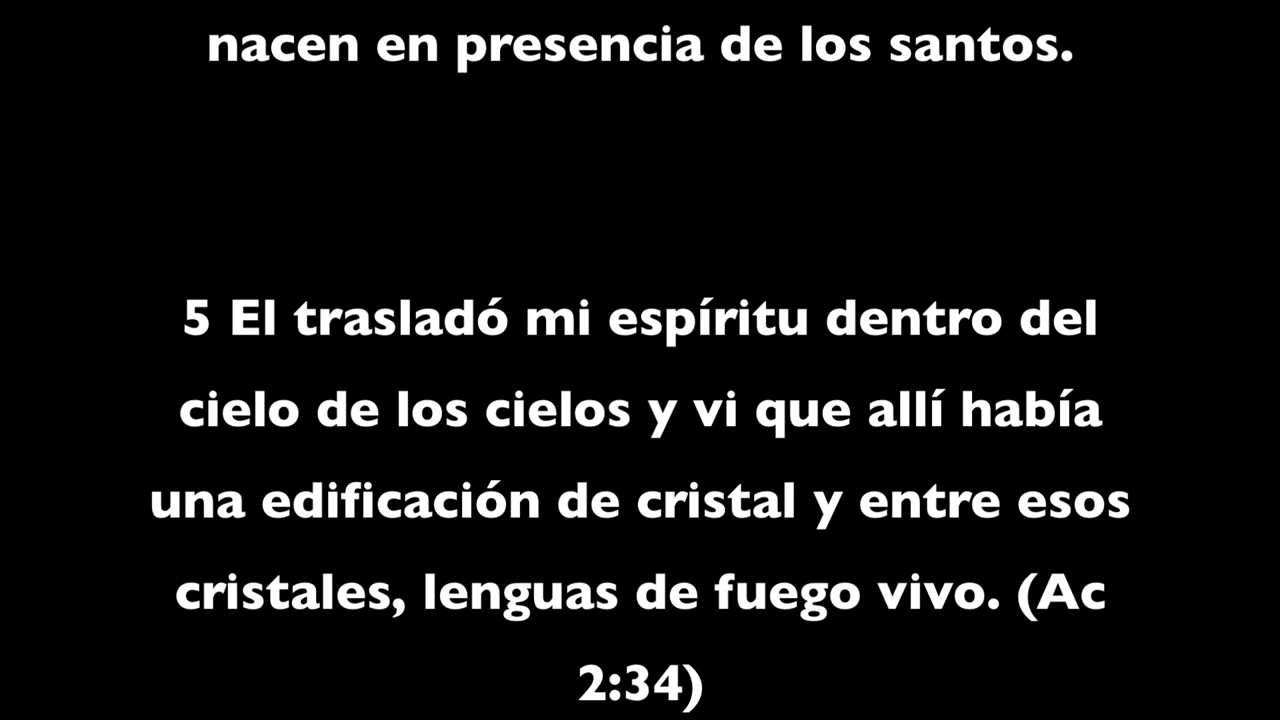 nacen en presencia de los santos.
5 El trasladó mi espíritu dentro del
cielo de los cielos y vi que allí había
una edificación de cristal y entre esos
cristales, lenguas de fuego vivo. (Ac
2:34)